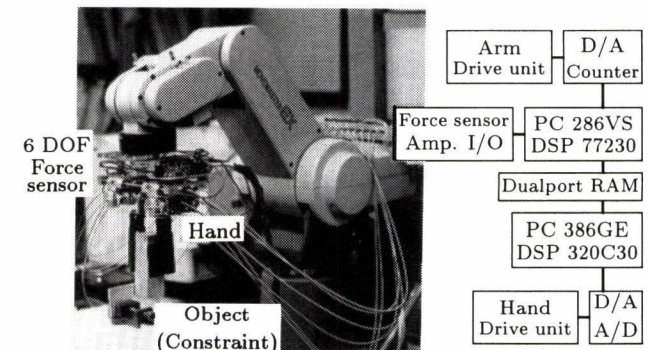 6 DOF
Force
sensor
Hand
Object
(Constraint)
Arm
Drive unit
D/A
Counter
Force sensor
Amp. I/O
PC 286VS
DSP 77230
Dualport RAM
PC 386GE
DSP 320C30
Hand
Drive unit
D/A
A/D